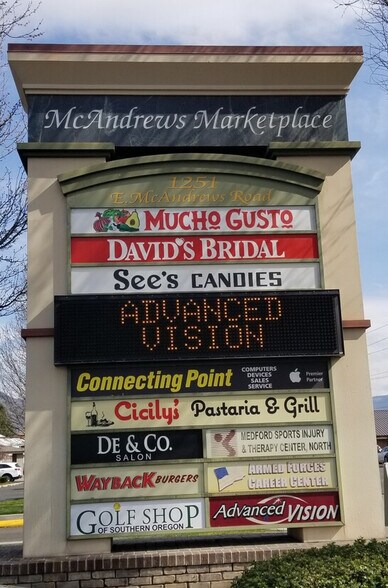 McAndrews Marketplace
1251
E. McAndrews Road
Mucho Gusto
David's Bridal
See's Candies
Advanced
Vision
Connecting Point
COMPUTERS
DEVICES
SALES
SERVICE
Premier
Partner
Cicily's Pastaria & Grill
De & Co.
SALON
MEDFORD SPORTS INJURY
& THERAPY CEITER, NORTH
WayBack Burgers
ARMED FORCES
CAREER CENTER
Golf Shop
OF SOUTHERN OREGON
Advanced Vision